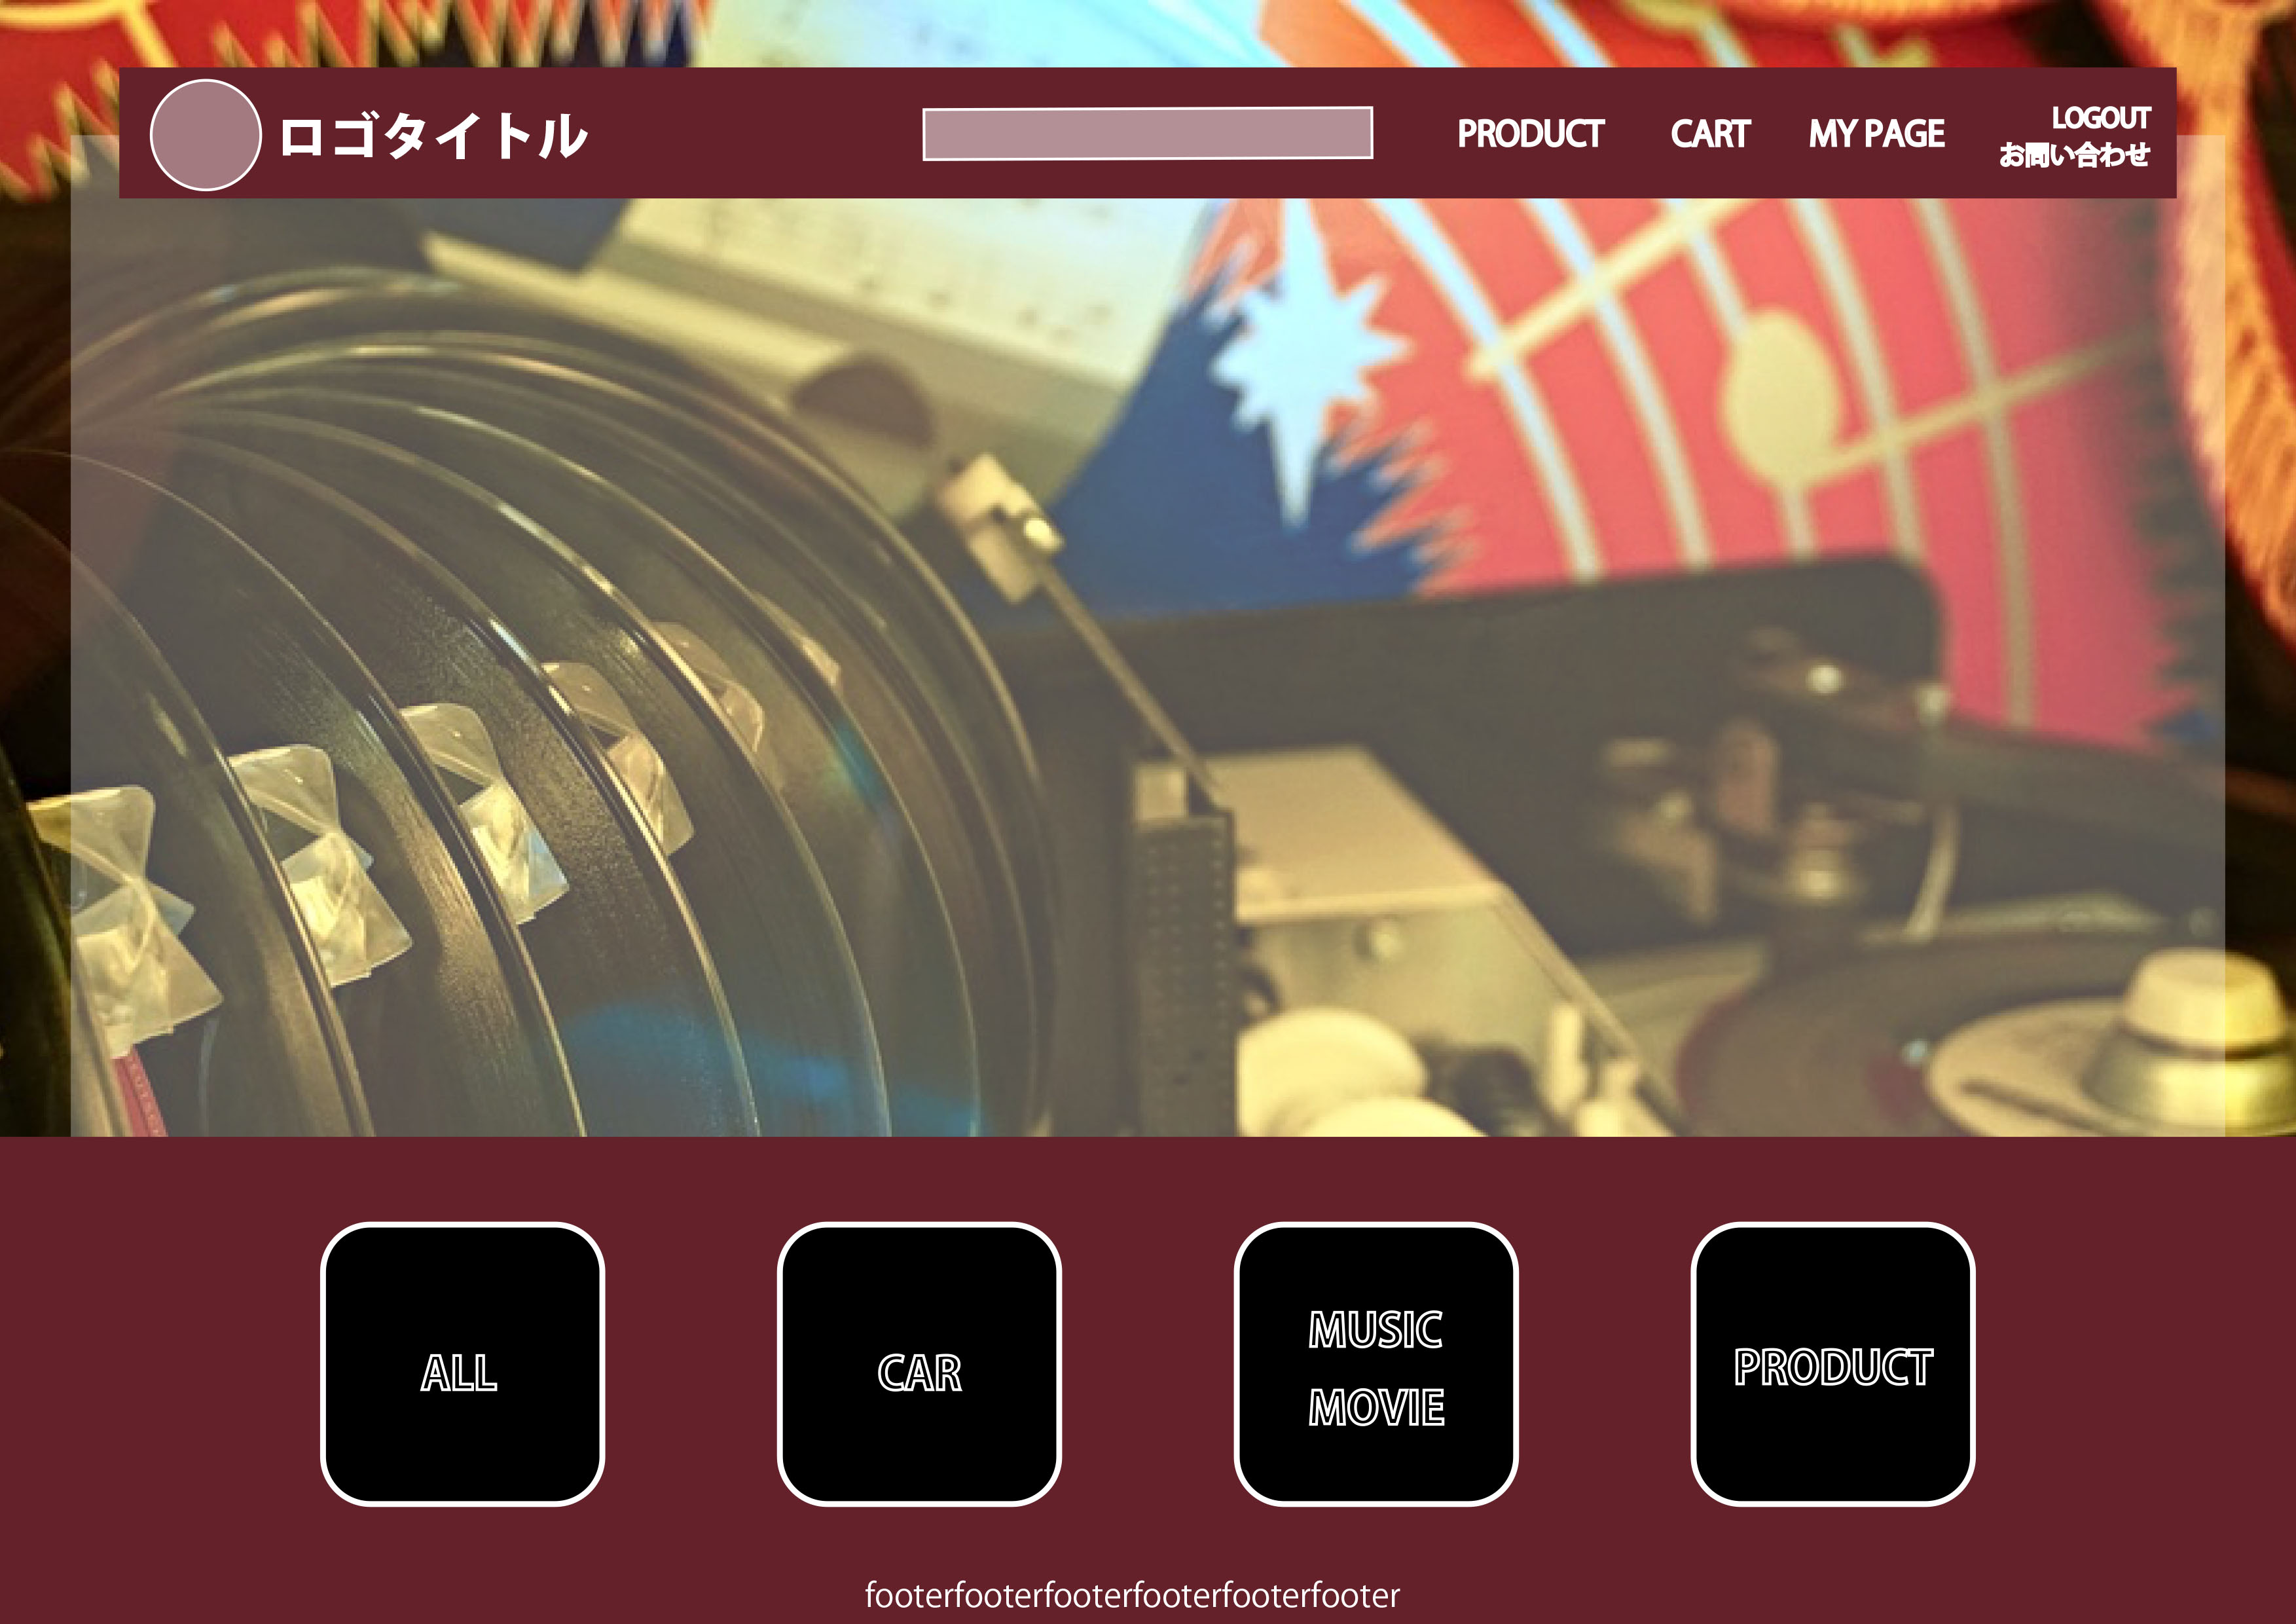 ロゴタイトル
PRODUCT
CART
MY PAGE
LOGOUT
お問い合わせ
ALL
CAR
MUSIC
MOVIE
PRODUCT
footerfooterfooterfooterfooterfooter